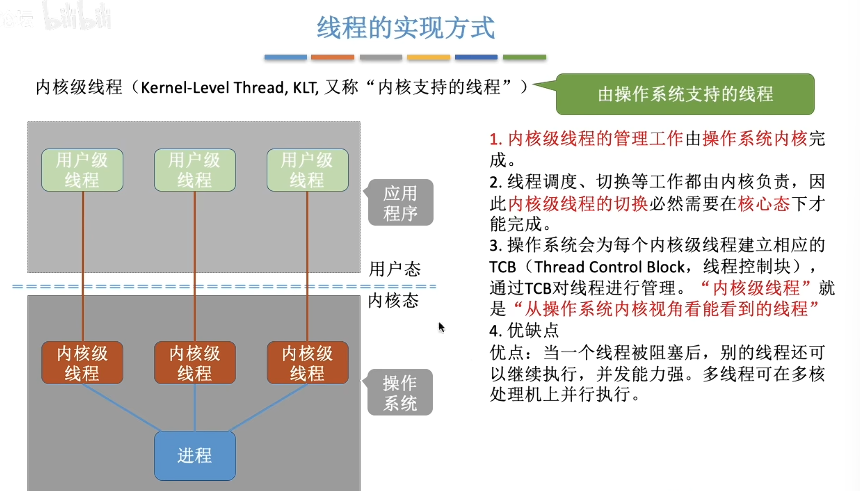 bilibili
线程的实现方式
内核级线程（Kernel-Level Thread, KLT, 又称“内核支持的线程”）
由操作系统支持的线程
用户级
线程
用户级
线程
用户级
线程
应用
程序
用户态
内核态
内核级
线程
内核级
线程
内核级
线程
操作
系统
进程
1. 内核级线程的管理工作由操作系统内核完
成。
2. 线程调度、切换等工作都由内核负责，因
此内核级线程的切换必然需要在核心态下才
能完成。
3. 操作系统会为每个内核级线程建立相应的
TCB（Thread Control Block，线程控制块），
通过TCB对线程进行管理。“内核级线程”就
是“从操作系统内核视角看能看到的线程”
4. 优缺点
优点：当一个线程被阻塞后，别的线程还可
以继续执行，并发能力强。多线程可在多核
处理机上并行执行。